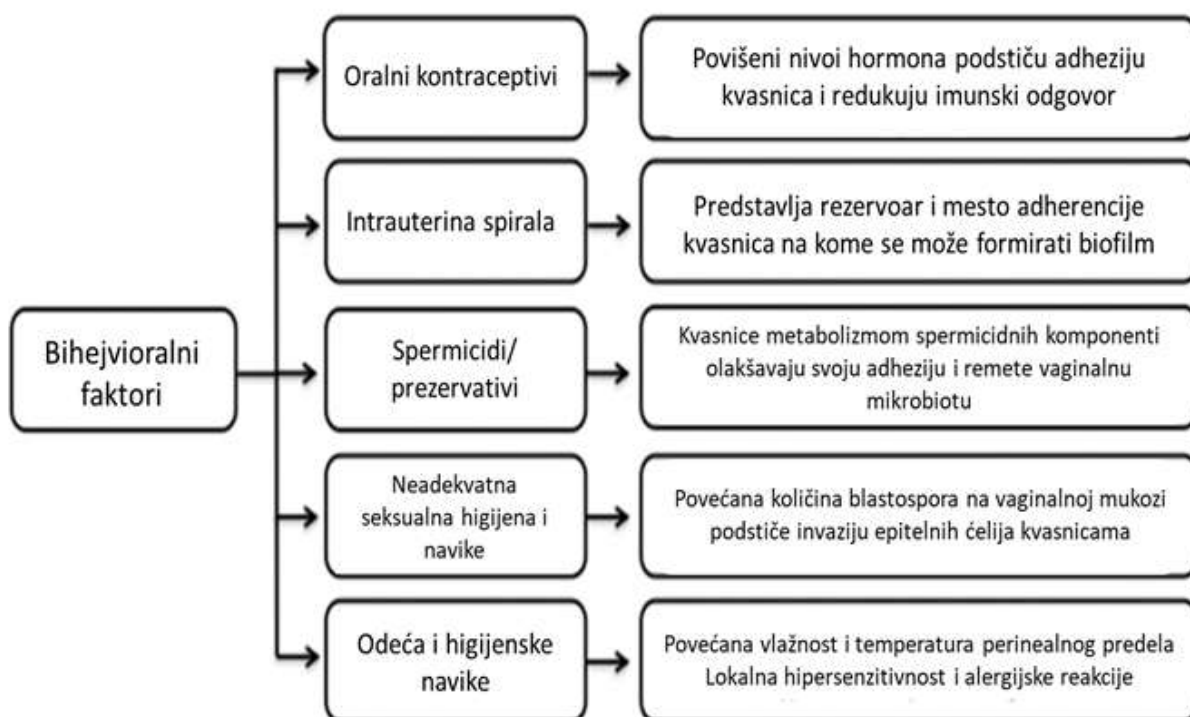 Bihejvioralni
faktori
Oralni kontraceptivi
Povišeni nivoi hormona podstiču adheziju
kvasnica i redukuju imunski odgovor
Intrauterina spirala
Predstavlja rezervoar i mesto adherencije
kvasnica na kome se može formirati biofilm
Spermicidi/
prezervativi
Kvasnice metabolizmom spermicidnih komponenti
olakšavaju svoju adheziju i remete vaginalnu
mikrobiotu
Neadekvatna
seksualna higijena i
navike
Povećana količina blastospora na vaginalnoj mukozi
podstiče invaziju epitelnih ćelija kvasnicama
Odeća i higijenske
navike
Povećana vlažnost i temperatura perinealnog predela
Lokalna hipersenzitivnost i alergijske reakcije